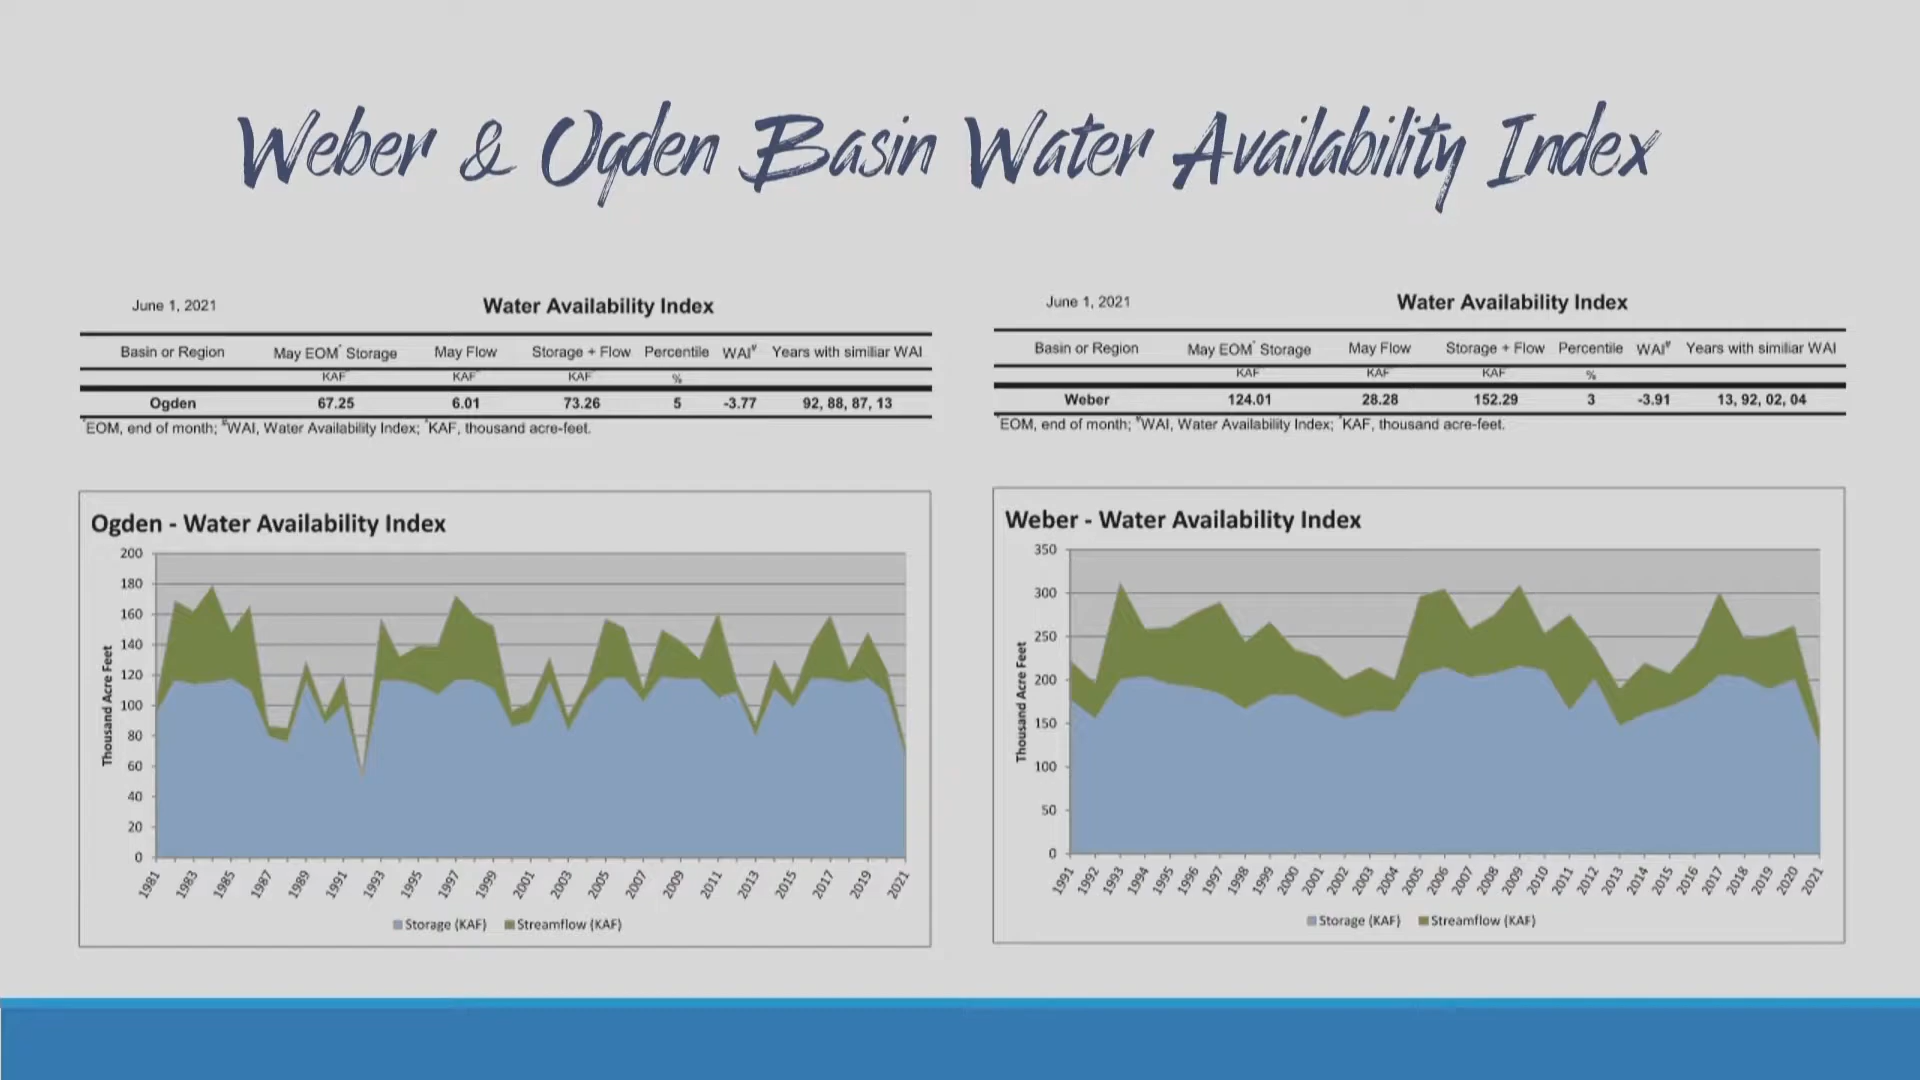 Weber & Ogden Basin Water Availability Index
June 1, 2021 Water Availability Index
Basin or Region May EOM* Storage May Flow Storage + Flow Percentile WAI# Years with similiar WAI
KAF^ KAF^ KAF^ %
Ogden 67.25 6.01 73.26 5 -3.77 92, 88, 87, 13
*EOM, end of month; #WAI, Water Availability Index; ^KAF, thousand acre-feet.
Ogden - Water Availability Index
Thousand Acre Feet
200
180
160
140
120
100
80
60
40
20
0
1981 1983 1985 1987 1989 1991 1993 1995 1997 1999 2001 2003 2005 2007 2009 2011 2013 2015 2017 2019 2021
Storage (KAF) Streamflow (KAF)
June 1, 2021 Water Availability Index
Basin or Region May EOM* Storage May Flow Storage + Flow Percentile WAI# Years with similiar WAI
KAF^ KAF^ KAF^ %
Weber 124.01 28.28 152.29 3 -3.91 13, 92, 02, 04
*EOM, end of month; #WAI, Water Availability Index; ^KAF, thousand acre-feet.
Weber - Water Availability Index
Thousand Acre Feet
350
300
250
200
150
100
50
0
1991 1992 1993 1994 1995 1996 1997 1998 1999 2000 2001 2002 2003 2004 2005 2006 2007 2008 2009 2010 2011 2012 2013 2014 2015 2016 2017 2018 2019 2020 2021
Storage (KAF) Streamflow (KAF)